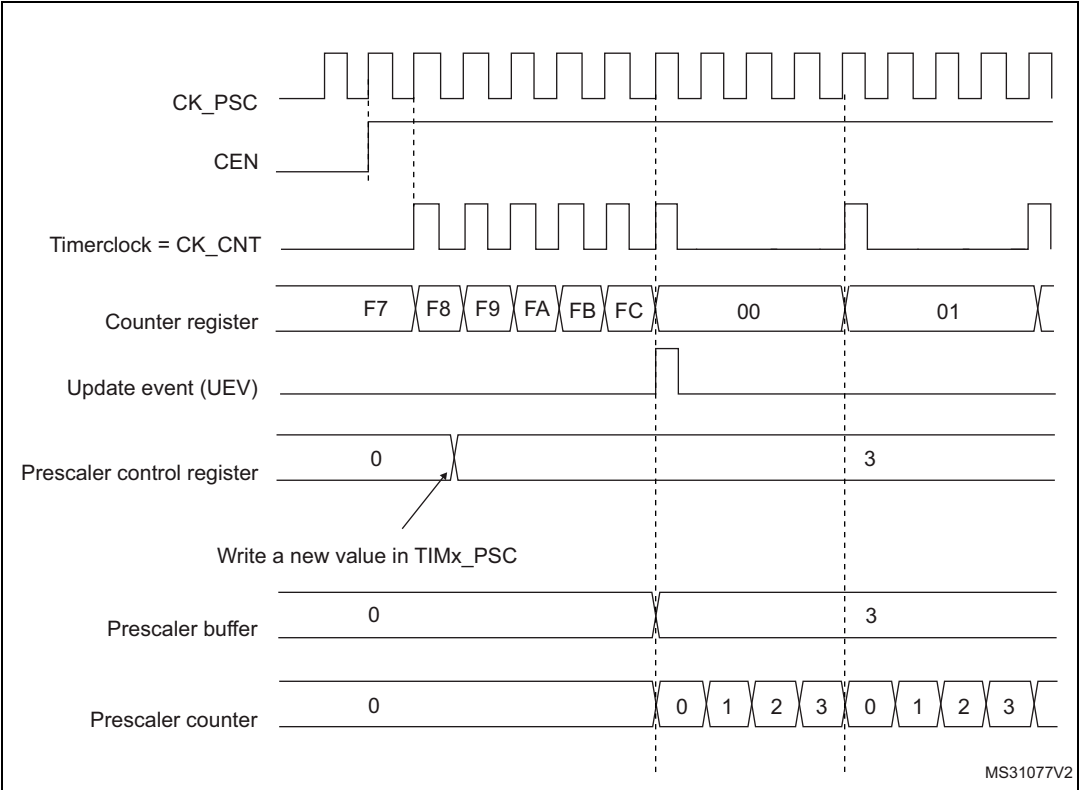 CK_PSC
CEN
Timerclock = CK_CNT
Counter register
F7 F8 F9 FA FB FC 00 01
Update event (UEV)
Prescaler control register
0 3
Write a new value in TIMx_PSC
Prescaler buffer
0 3
Prescaler counter
0 0 1 2 3 0 1 2 3
MS31077V2